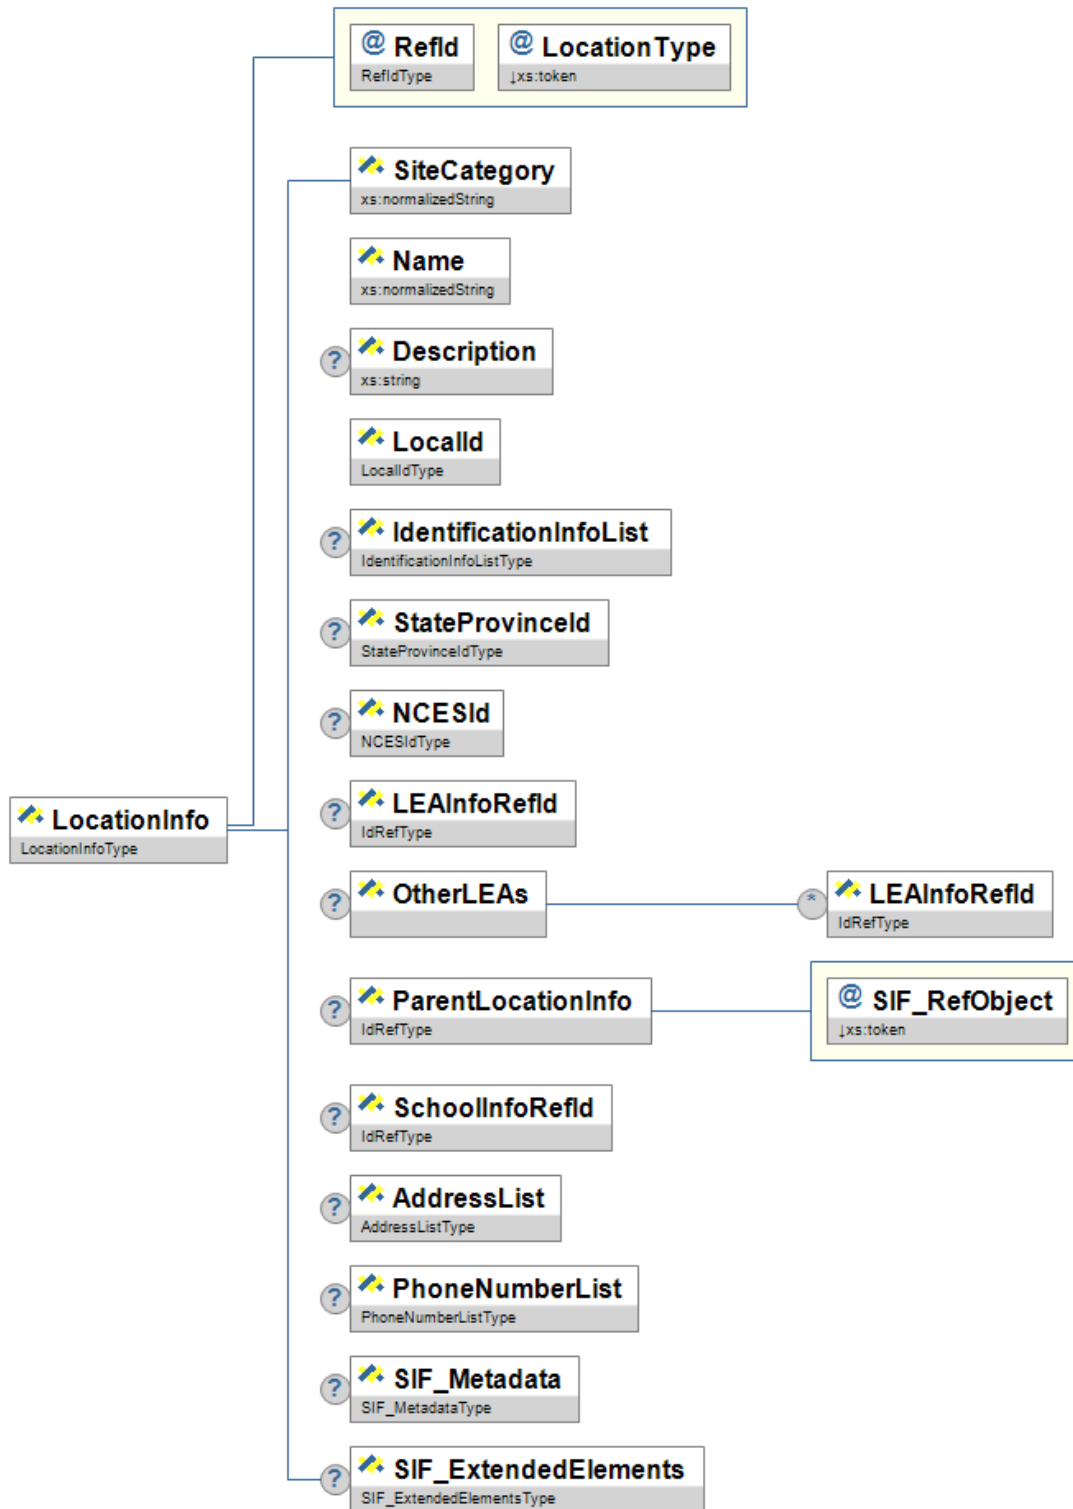 @ RefId
RefIdType
@ LocationType
↓xs:token
SiteCategory
xs:normalizedString
Name
xs:normalizedString
? Description
xs:string
LocalId
LocalIdType
? IdentificationInfoList
IdentificationInfoListType
? StateProvinceId
StateProvinceIdType
? NCESId
NCESIdType
LocationInfo
LocationInfoType
? LEAInfoRefId
IdRefType
? OtherLEAs
* LEAInfoRefId
IdRefType
? ParentLocationInfo
IdRefType
@ SIF_RefObject
↓xs:token
? SchoolInfoRefId
IdRefType
? AddressList
AddressListType
? PhoneNumberList
PhoneNumberListType
? SIF_Metadata
SIF_MetadataType
? SIF_ExtendedElements
SIF_ExtendedElementsType